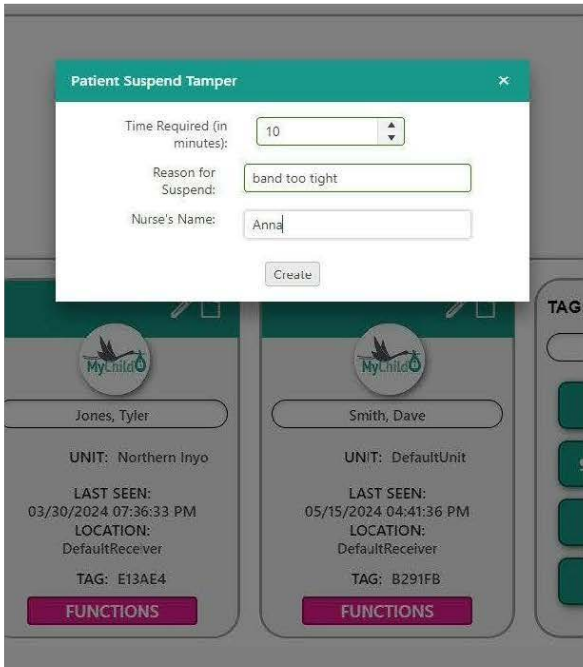 Patient Suspend Tamper
×
Time Required (in
minutes):
10
Reason for
Suspend:
band too tight
Nurse's Name:
Anna
Create
MyChild
MyChild
TAG
Jones, Tyler
Smith, Dave
UNIT: Northern Inyo
UNIT: DefaultUnit
LAST SEEN:
03/30/2024 07:36:33 PM
LOCATION:
DefaultReceiver
LAST SEEN:
05/15/2024 04:41:36 PM
LOCATION:
DefaultReceiver
TAG: E13AE4
TAG: B291FB
FUNCTIONS
FUNCTIONS